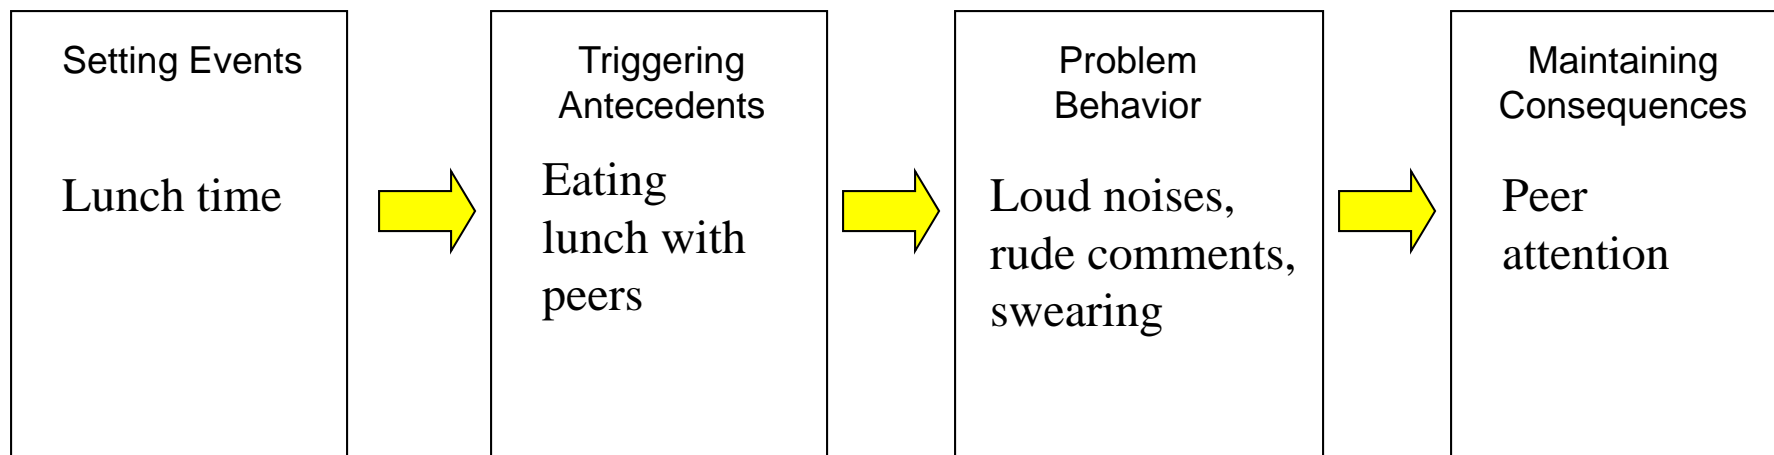 Setting Events
Lunch time
Triggering
Antecedents
Eating
lunch with
peers
Problem
Behavior
Loud noises,
rude comments,
swearing
Maintaining
Consequences
Peer
attention